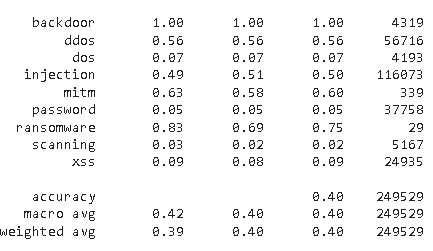 backdoor 1.00 1.00 1.00 4319
ddos 0.56 0.56 0.56 56716
dos 0.07 0.07 0.07 4193
injection 0.49 0.51 0.50 116073
mitm 0.63 0.58 0.60 339
password 0.05 0.05 0.05 37758
ransomware 0.83 0.69 0.75 29
scanning 0.03 0.02 0.02 5167
xss 0.09 0.08 0.09 24935
accuracy 0.40 249529
macro avg 0.42 0.40 0.40 249529
weighted avg 0.39 0.40 0.40 249529